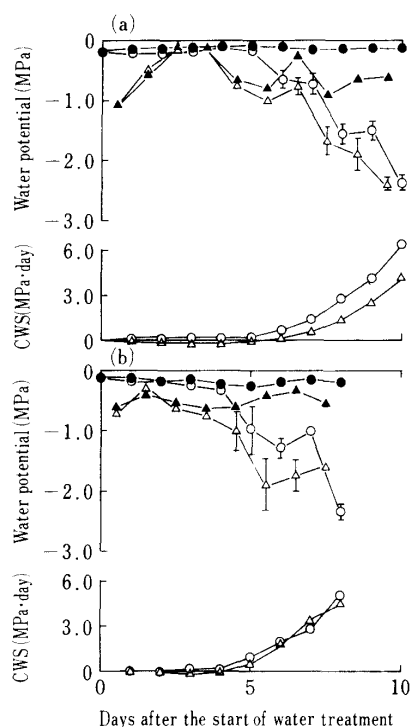 (a)
0
−1.0
−2.0
−3.0
Water potential (MPa)
6.0
3.0
0
CWS(MPa·day)
(b)
0
−1.0
−2.0
−3.0
Water potential (MPa)
6.0
3.0
0
CWS (MPa·day)
0 5 10
Days after the start of water treatment